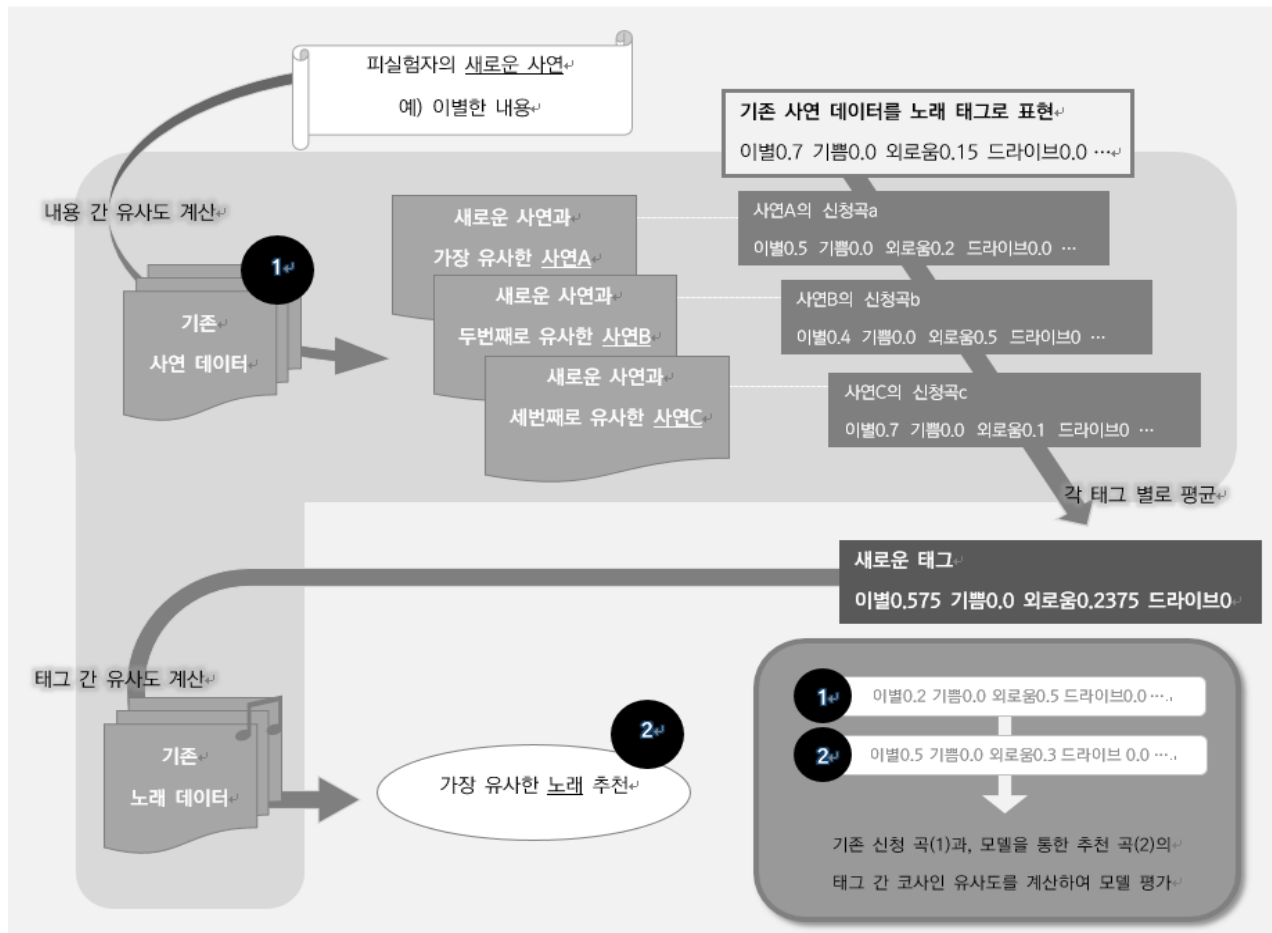 피실험자의 새로운 사연
예) 이별한 내용
기존 사연 데이터를 노래 태그로 표현
이별0.7 기쁨0.0 외로움0.15 드라이브0.0 …
내용 간 유사도 계산
1
기존
사연 데이터
새로운 사연과
가장 유사한 사연A
새로운 사연과
두번째로 유사한 사연B
새로운 사연과
세번째로 유사한 사연C
사연A의 신청곡a
이별0.5 기쁨0.0 외로움0.2 드라이브0.0 …
사연B의 신청곡b
이별0.4 기쁨0.0 외로움0.5 드라이브0 …
사연C의 신청곡c
이별0.7 기쁨0.0 외로움0.1 드라이브0 …
각 태그 별로 평균
새로운 태그
이별0.575 기쁨0.0 외로움0.2375 드라이브0
태그 간 유사도 계산
기존
노래 데이터
2
가장 유사한 노래 추천
1 이별0.2 기쁨0.0 외로움0.5 드라이브0.0 ….
2 이별0.5 기쁨0.0 외로움0.3 드라이브 0.0 ….
기존 신청 곡(1)과, 모델을 통한 추천 곡(2)의
태그 간 코사인 유사도를 계산하여 모델 평가